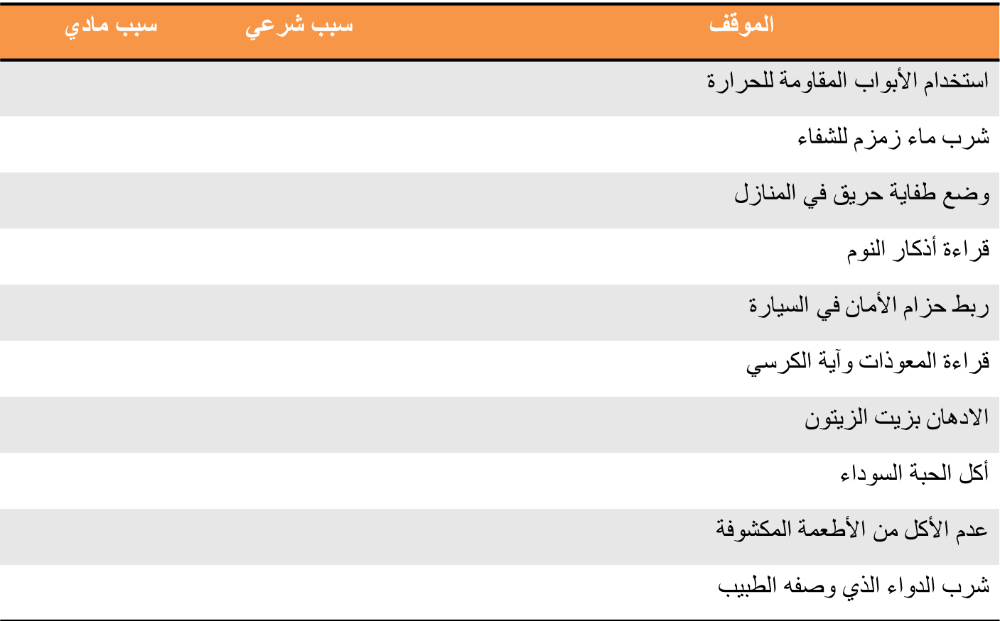 الموقف سبب شرعي سبب مادي
استخدام الأبواب المقاومة للحرارة
شرب ماء زمزم للشفاء
وضع طفاية حريق في المنازل
قراءة أذكار النوم
ربط حزام الأمان في السيارة
قراءة المعوذات وآية الكرسي
الادهان بزيت الزيتون
أكل الحبة السوداء
عدم الأكل من الأطعمة المكشوفة
شرب الدواء الذي وصفه الطبيب